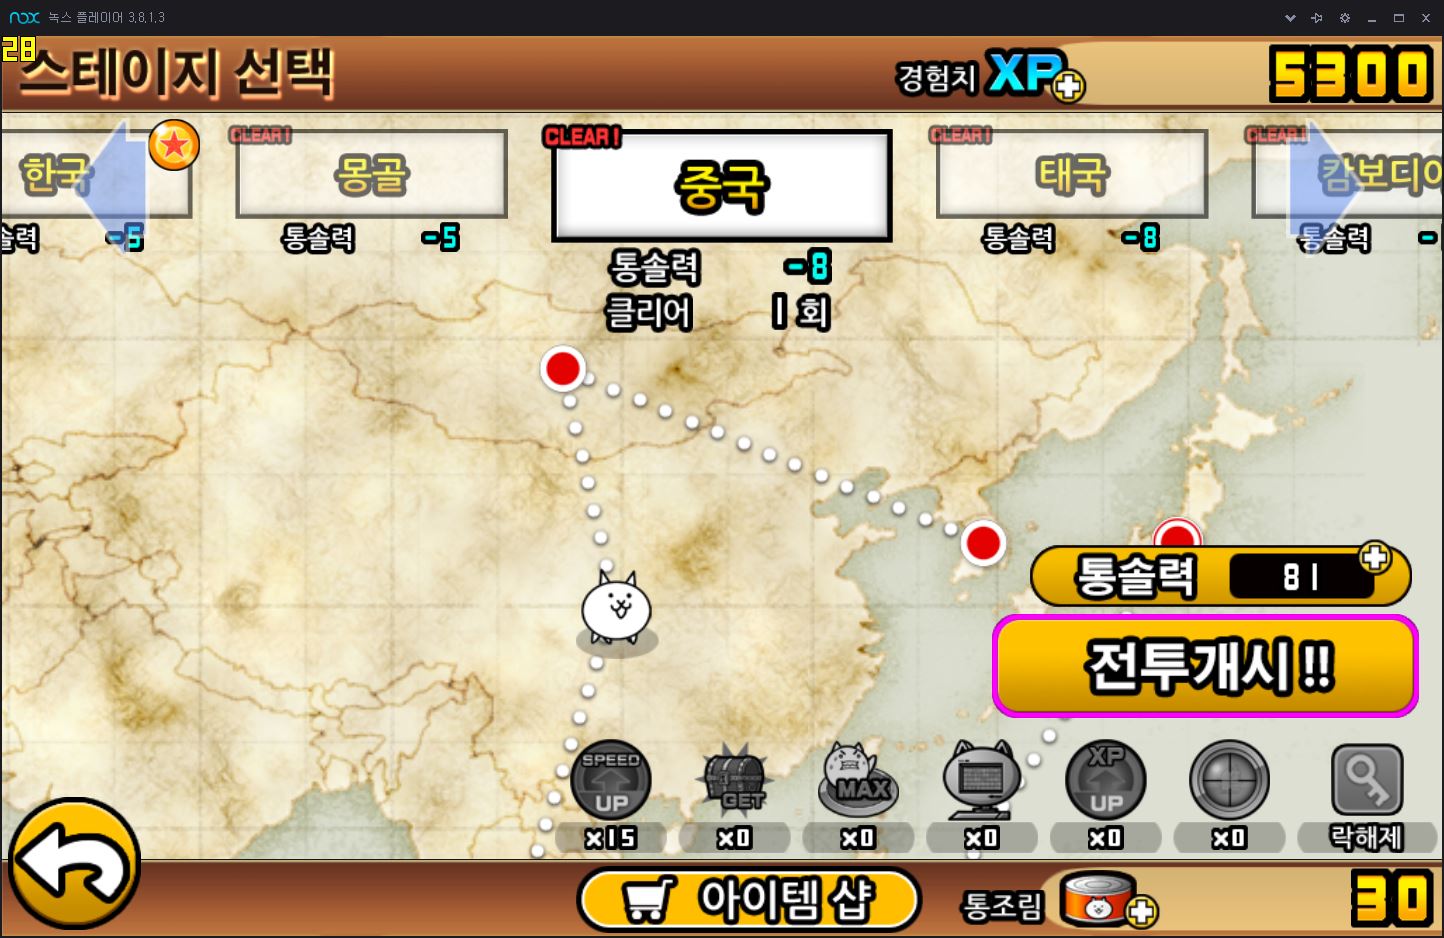 nox 녹스 플레이어 3.8.1.3
28
스테이지 선택
경험치 XP 5300
한국
CLEAR! 몽골
CLEAR! 중국
CLEAR! 태국
CLEAR! 캄보디아
솔력 -5
통솔력 -5
통솔력 -8
통솔력 -8
통솔력 -
클리어 1 회
통솔력 81
전투개시!!
SPEED UP
GET
MAX
XP UP
x15
x0
x0
x0
x0
x0
락해제
아이템 샵
통조림 30